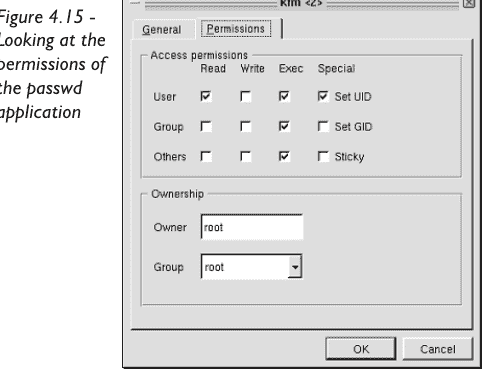 Figure 4.15 -
Looking at the
permissions of
the passwd
application
kfm <2>
General Permissions
Access permissions
Read Write Exec Special
User Set UID
Group Set GID
Others Sticky
Ownership
Owner root
Group root
OK Cancel